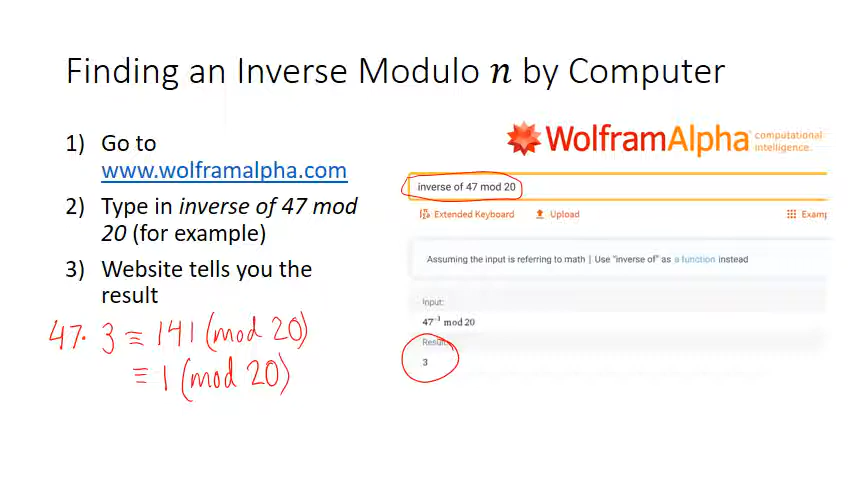 Finding an Inverse Modulo n by Computer
1) Go to
www.wolframalpha.com
2) Type in inverse of 47 mod
20 (for example)
3) Website tells you the
result
47· 3 ≡ 141 (mod 20)
≡ 1 (mod 20)
WolframAlpha computational
intelligence.
inverse of 47 mod 20
Extended Keyboard Upload Examp
Assuming the input is referring to math | Use "inverse of" as a function instead
Input:
47⁻¹ mod 20
Result:
3